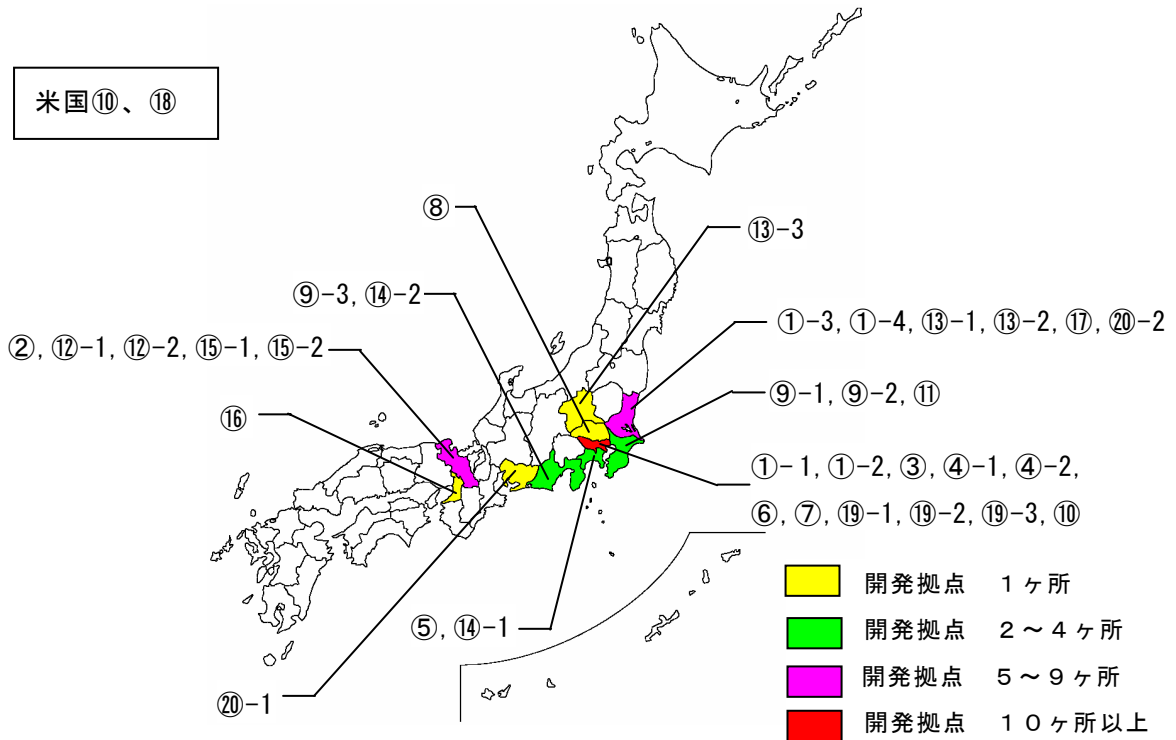 米国⑩、⑱
⑧
⑬-3
⑨-3, ⑭-2
①-3, ①-4, ⑬-1, ⑬-2, ⑰, ⑳-2
②, ⑫-1, ⑫-2, ⑮-1, ⑮-2
⑨-1, ⑨-2, ⑪
⑯
①-1, ①-2, ③, ④-1, ④-2,
⑥, ⑦, ⑲-1, ⑲-2, ⑲-3, ⑩
開発拠点 1ヶ所
⑤, ⑭-1
開発拠点 2～4ヶ所
開発拠点 5～9ヶ所
⑳-1
開発拠点 10ヶ所以上